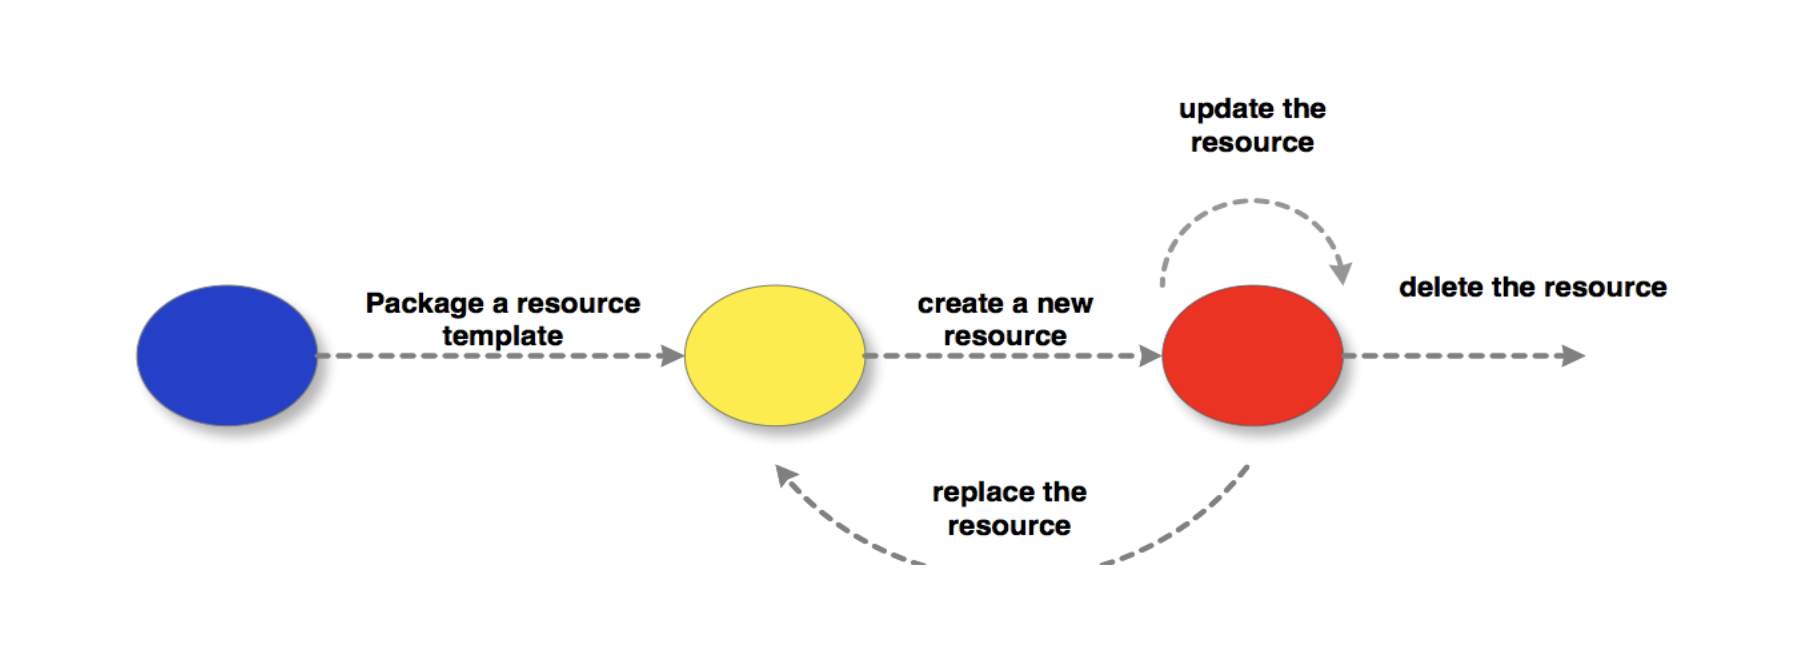 update the
resource
Package a resource
template
create a new
resource
delete the resource
replace the
resource